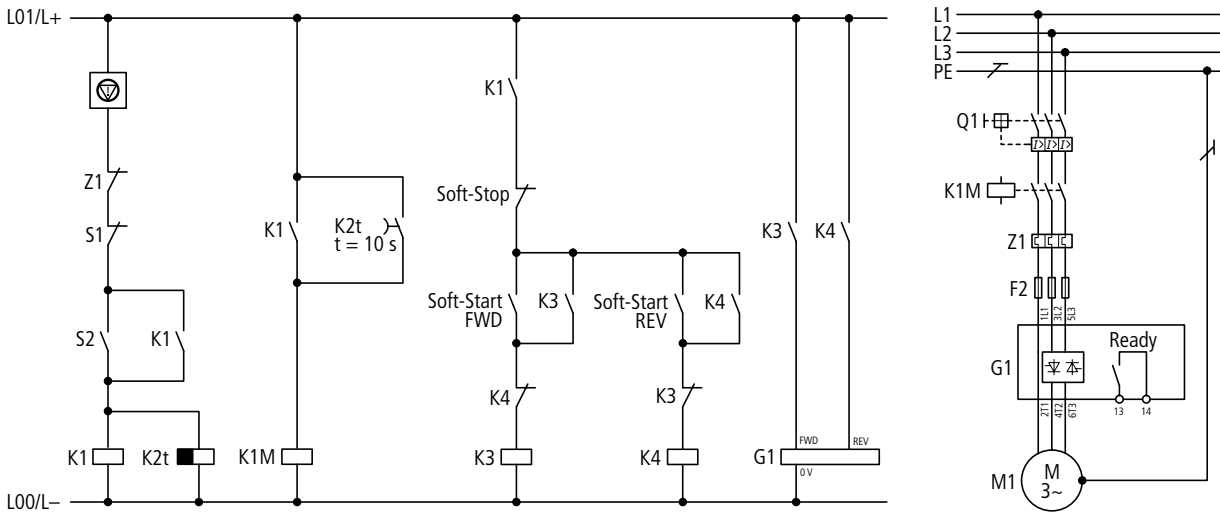 L01/L+
Z1
S1
S2
K1
K1
K2t
K1
K2t
t = 10 s
K1M
K1
Soft-Stop
Soft-Start
FWD
K3
Soft-Start
REV
K4
K4
K3
K3
K4
K3
K4
FWD
REV
G1
0 V
L00/L–
L1
L2
L3
PE
Q1
I> I> I>
K1M
Z1
F2
1L1 3L2 5L3
G1
Ready
2T1 4T2 6T3
13 14
M1
M
3~